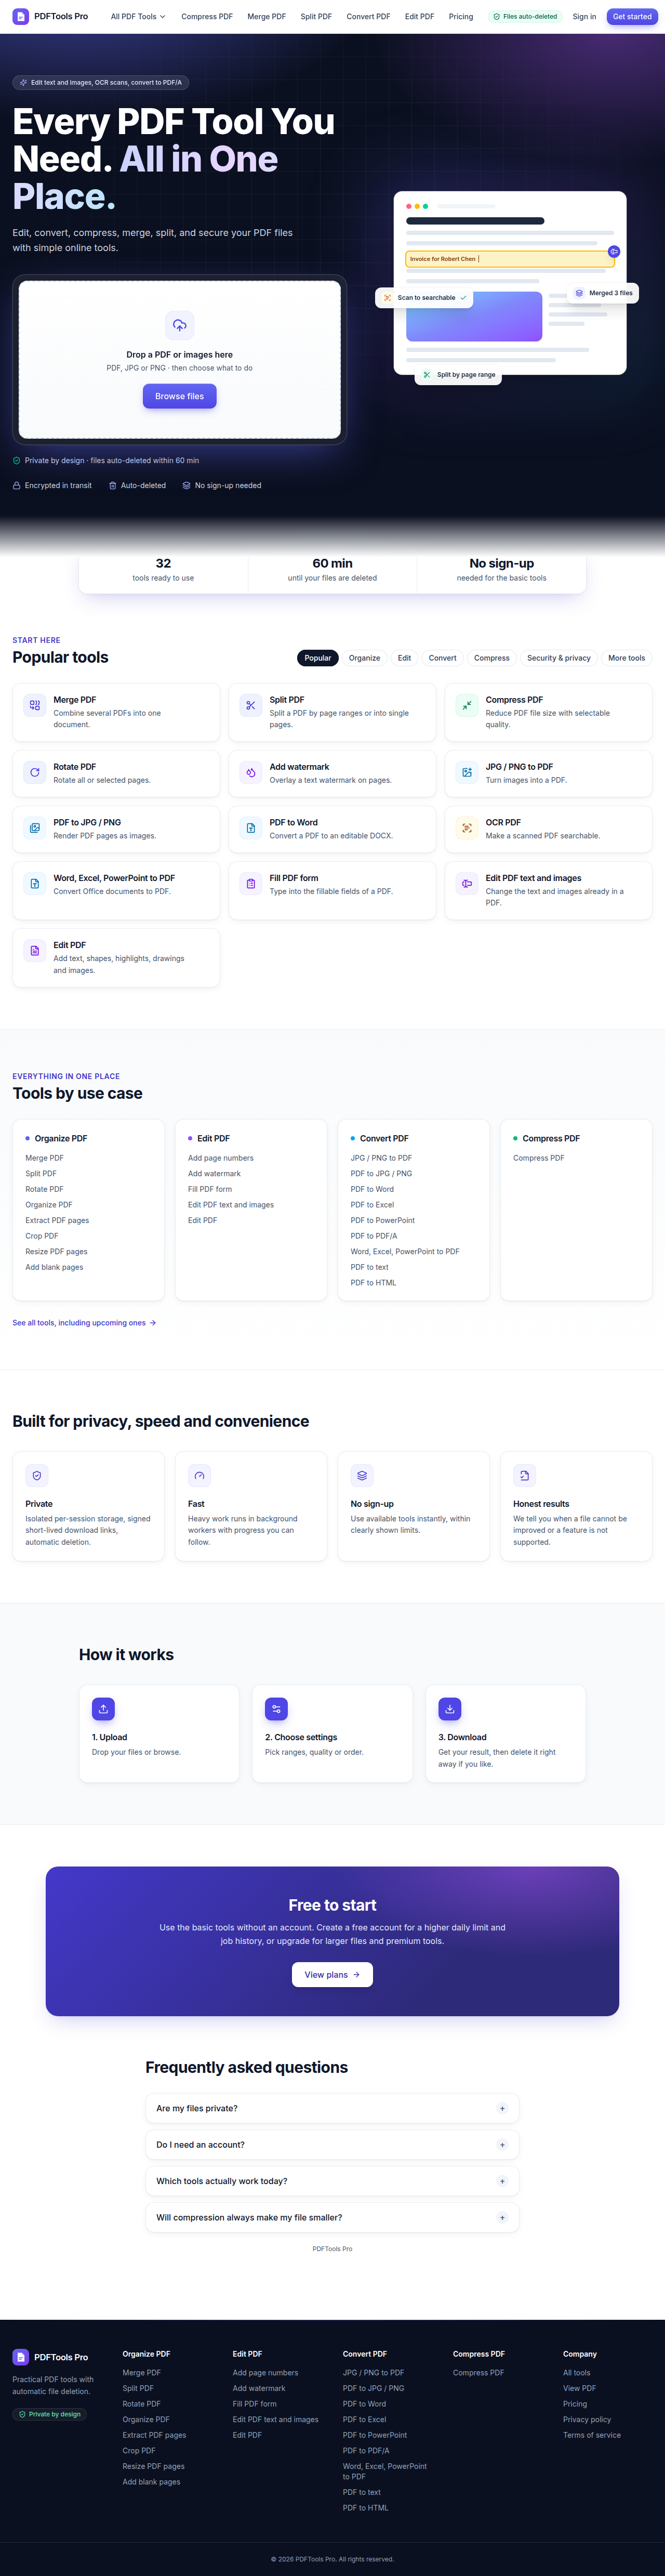 PDFTools Pro
All PDF Tools
Compress PDF
Merge PDF
Split PDF
Convert PDF
Edit PDF
Pricing
Files auto-deleted
Sign in
Get started
Edit text and images, OCR scans, convert to PDF/A
Every PDF Tool You
Need. All in One
Place.
Edit, convert, compress, merge, split, and secure your PDF files
with simple online tools.
Drop a PDF or images here
PDF, JPG or PNG · then choose what to do
Browse files
Private by design · files auto-deleted within 60 min
Encrypted in transit
Auto-deleted
No sign-up needed
Invoice for Robert Chen
Scan to searchable
Merged 3 files
Split by page range
32
tools ready to use
60 min
until your files are deleted
No sign-up
needed for the basic tools
START HERE
Popular tools
Popular
Organize
Edit
Convert
Compress
Security & privacy
More tools
Merge PDF
Combine several PDFs into one
document.
Split PDF
Split a PDF by page ranges or into single
pages.
Compress PDF
Reduce PDF file size with selectable
quality.
Rotate PDF
Rotate all or selected pages.
Add watermark
Overlay a text watermark on pages.
JPG / PNG to PDF
Turn images into a PDF.
PDF to JPG / PNG
Render PDF pages as images.
PDF to Word
Convert a PDF to an editable DOCX.
OCR PDF
Make a scanned PDF searchable.
Word, Excel, PowerPoint to PDF
Convert Office documents to PDF.
Fill PDF form
Type into the fillable fields of a PDF.
Edit PDF text and images
Change the text and images already in a
PDF.
Edit PDF
Add text, shapes, highlights, drawings
and images.
EVERYTHING IN ONE PLACE
Tools by use case
Organize PDF
Merge PDF
Split PDF
Rotate PDF
Organize PDF
Extract PDF pages
Crop PDF
Resize PDF pages
Add blank pages
Edit PDF
Add page numbers
Add watermark
Fill PDF form
Edit PDF text and images
Edit PDF
Convert PDF
JPG / PNG to PDF
PDF to JPG / PNG
PDF to Word
PDF to Excel
PDF to PowerPoint
PDF to PDF/A
Word, Excel, PowerPoint to PDF
PDF to text
PDF to HTML
Compress PDF
Compress PDF
See all tools, including upcoming ones
Built for privacy, speed and convenience
Private
Isolated per-session storage, signed
short-lived download links,
automatic deletion.
Fast
Heavy work runs in background
workers with progress you can
follow.
No sign-up
Use available tools instantly, within
clearly shown limits.
Honest results
We tell you when a file cannot be
improved or a feature is not
supported.
How it works
1. Upload
Drop your files or browse.
2. Choose settings
Pick ranges, quality or order.
3. Download
Get your result, then delete it right
away if you like.
Free to start
Use the basic tools without an account. Create a free account for a higher daily limit and
job history, or upgrade for larger files and premium tools.
View plans
Frequently asked questions
Are my files private?
Do I need an account?
Which tools actually work today?
Will compression always make my file smaller?
PDFTools Pro
PDFTools Pro
Practical PDF tools with
automatic file deletion.
Private by design
Organize PDF
Merge PDF
Split PDF
Rotate PDF
Organize PDF
Extract PDF pages
Crop PDF
Resize PDF pages
Add blank pages
Edit PDF
Add page numbers
Add watermark
Fill PDF form
Edit PDF text and images
Edit PDF
Convert PDF
JPG / PNG to PDF
PDF to JPG / PNG
PDF to Word
PDF to Excel
PDF to PowerPoint
PDF to PDF/A
Word, Excel, PowerPoint
to PDF
PDF to text
PDF to HTML
Compress PDF
Compress PDF
Company
All tools
View PDF
Pricing
Privacy policy
Terms of service
© 2026 PDFTools Pro. All rights reserved.